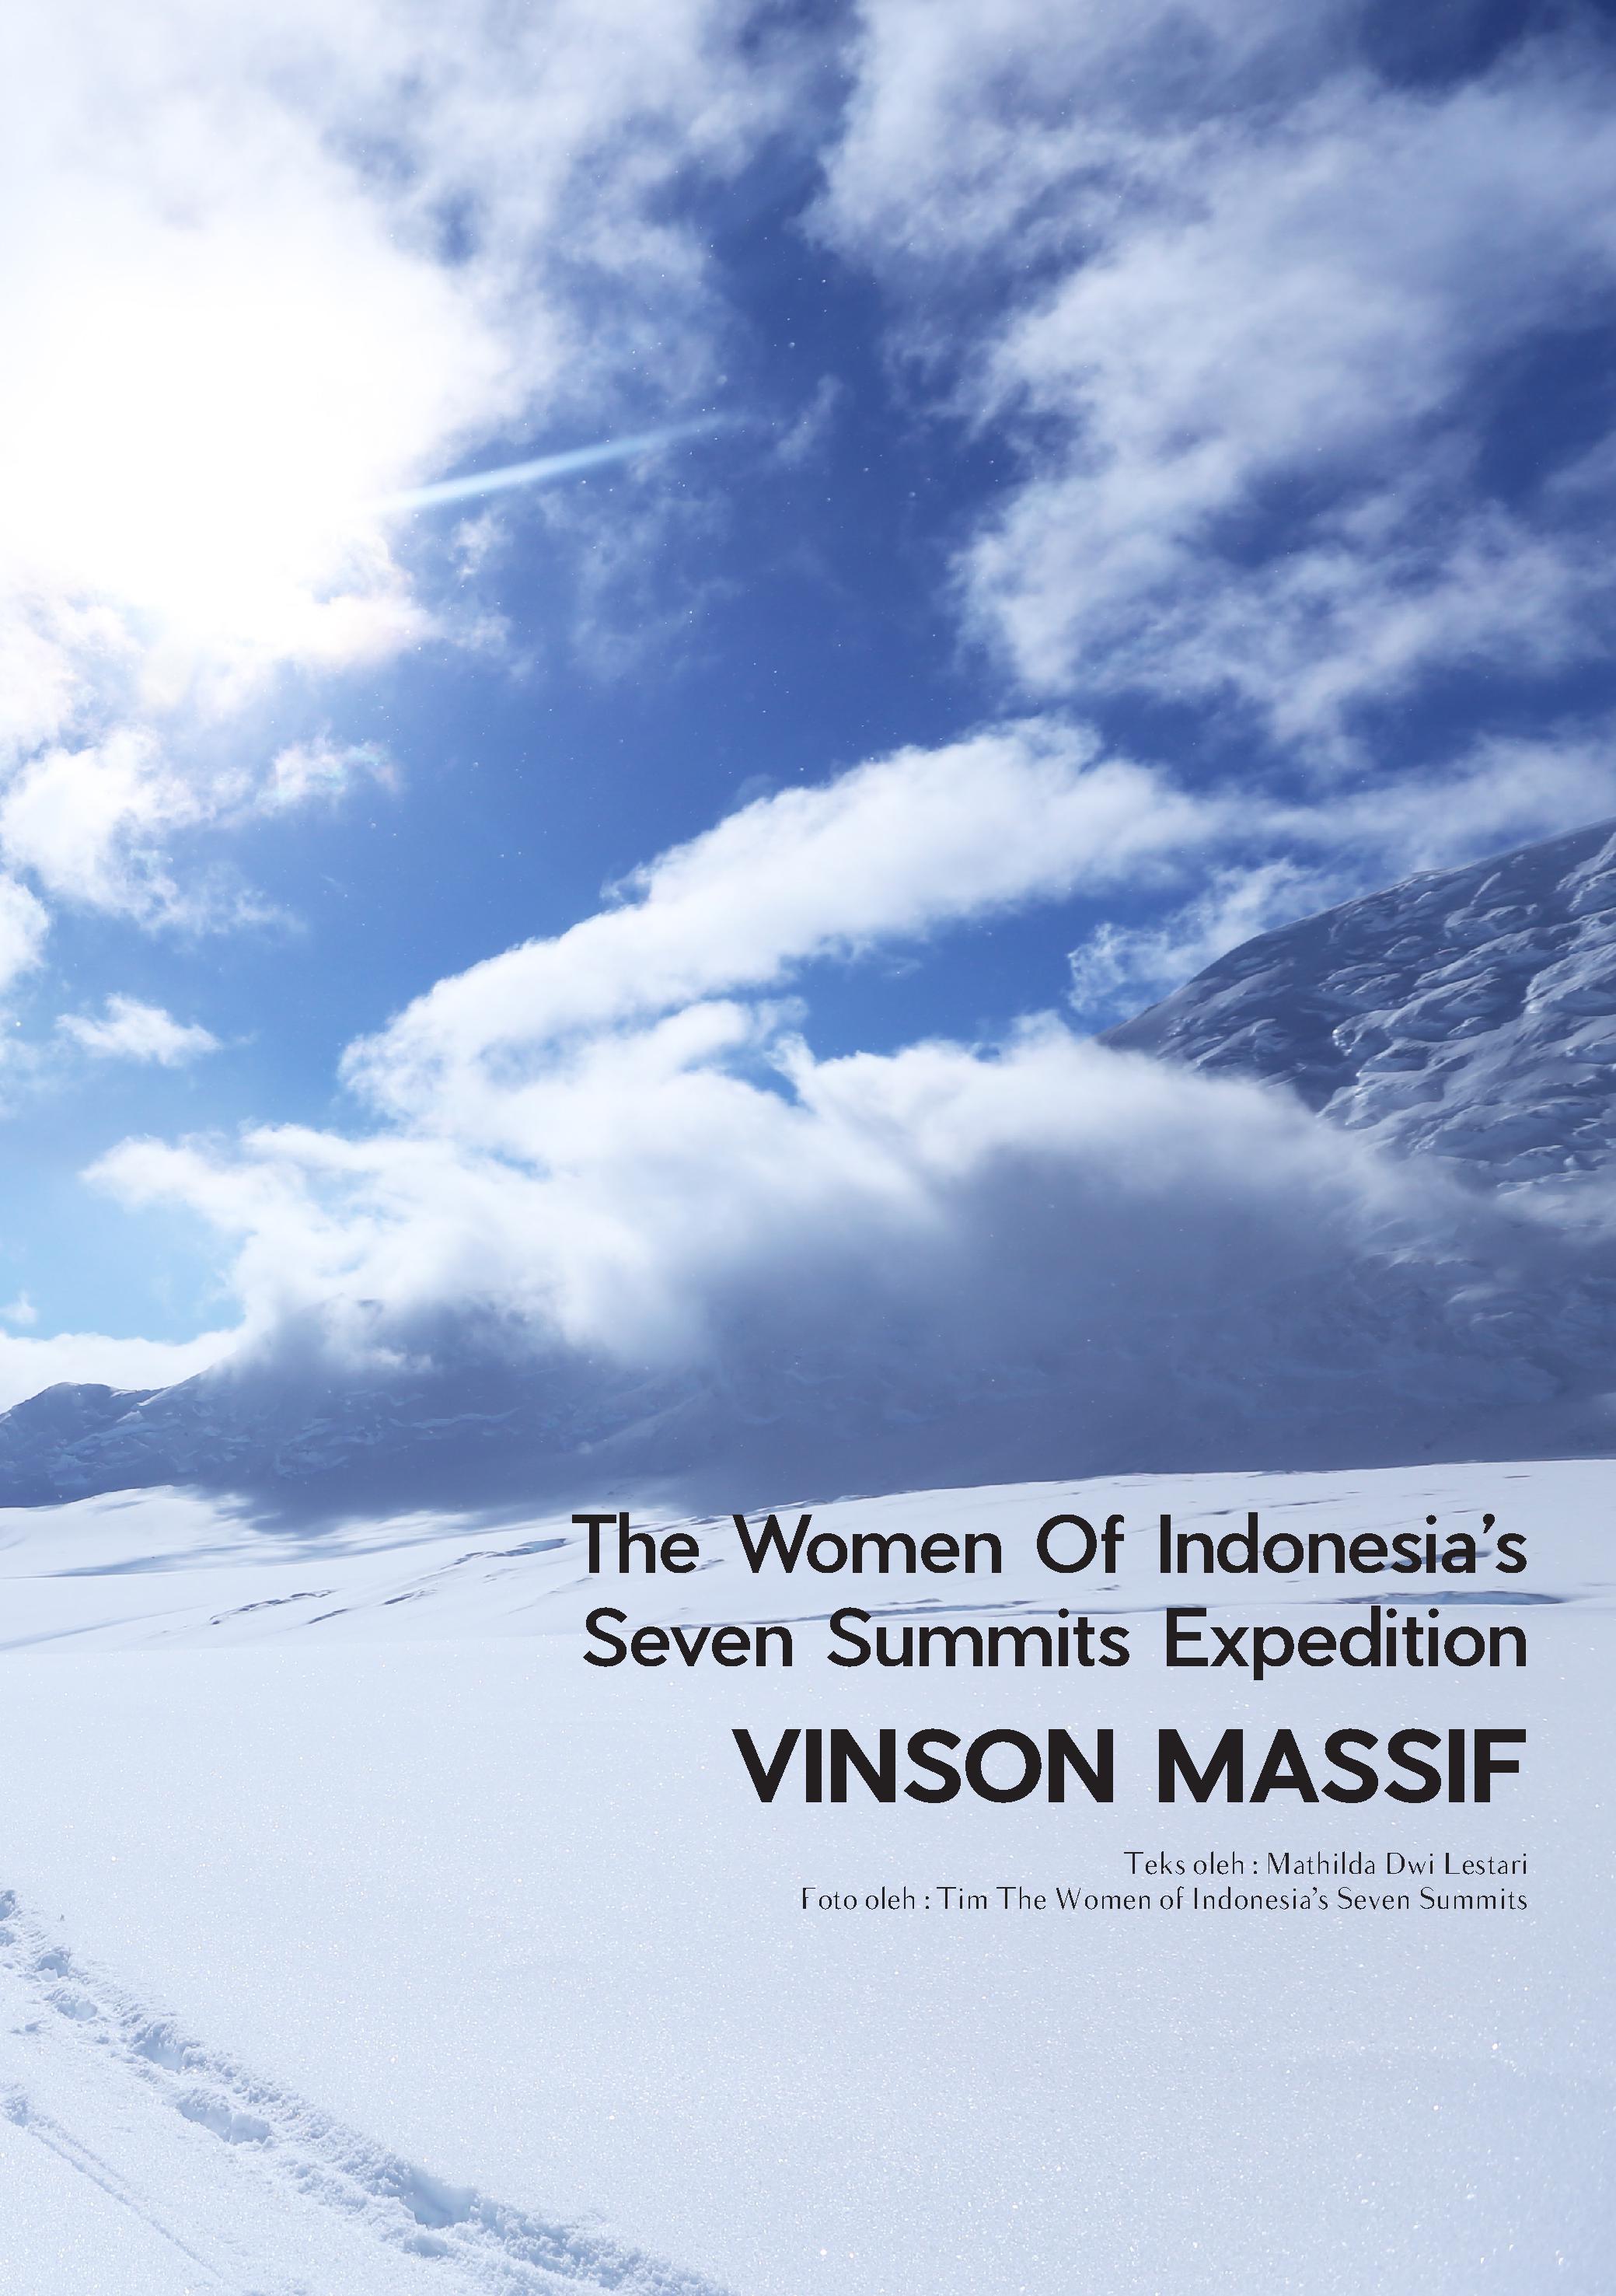 The Women Of Indonesia's
Seven Summits Expedition
VINSON MASSIF
Teks oleh : Mathilda Dwi Lestari
Foto oleh : Tim The Women of Indonesia's Seven Summits